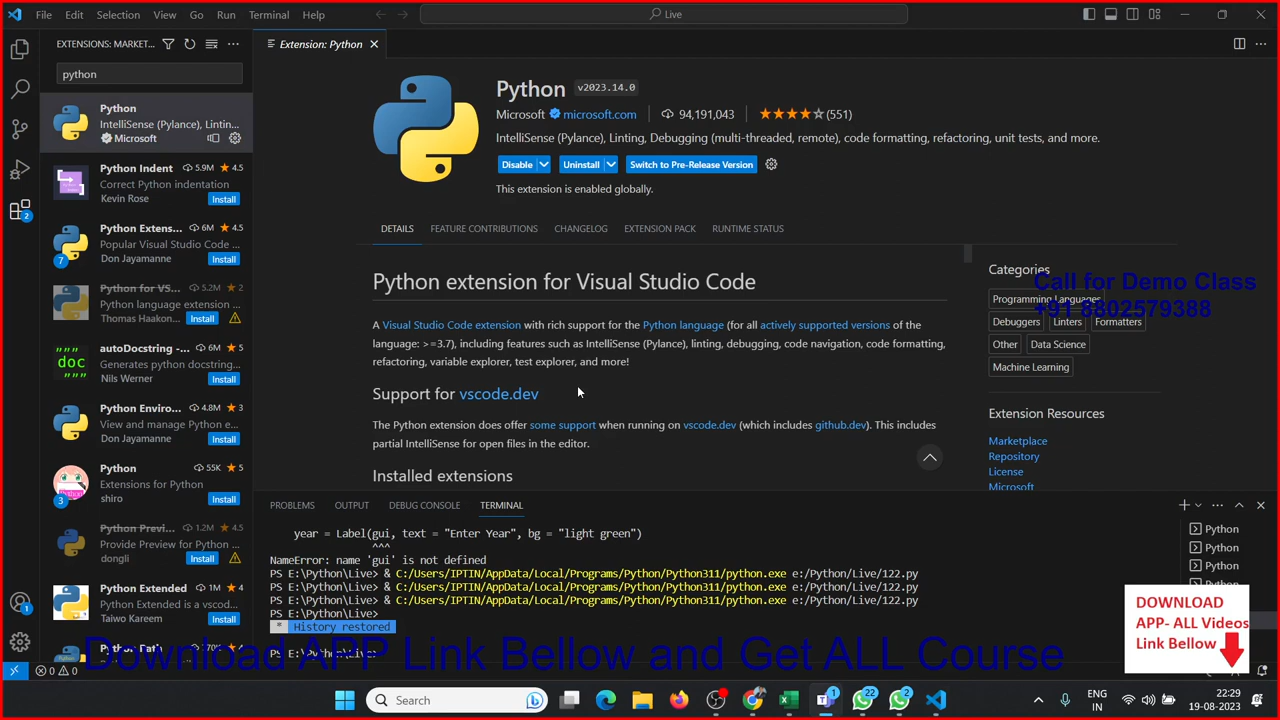 File Edit Selection View Go Run Terminal Help
Live
EXTENSIONS: MARKET...
Extension: Python
python
Python
IntelliSense (Pylance), Lintin...
Microsoft
Python Indent 5.9M 4.5
Correct Python indentation
Kevin Rose
Install
Python Extens... 6M 4.5
Popular Visual Studio Code ...
Don Jayamanne
Install
7
Python for VS... 5.2M 2
Python language extension ...
Thomas Haakon...
Install
autoDocstring -... 6M 5
Generates python docstring...
Nils Werner
Install
Python Enviro... 4.8M 3
View and manage Python e...
Don Jayamanne
Install
Python 55K 5
Extensions for Python
shiro
Install
3
Python Previ... 1.2M 4.5
Provide Preview for Python ...
dongli
Install
Python Extended 1M 4
Python Extended is a vscod...
Taiwo Kareem
Install
Python Path
2
1
Python v2023.14.0
Microsoft microsoft.com 94,191,043 (551)
IntelliSense (Pylance), Linting, Debugging (multi-threaded, remote), code formatting, refactoring, unit tests, and more.
Disable Uninstall Switch to Pre-Release Version
This extension is enabled globally.
DETAILS FEATURE CONTRIBUTIONS CHANGELOG EXTENSION PACK RUNTIME STATUS
Python extension for Visual Studio Code
A Visual Studio Code extension with rich support for the Python language (for all actively supported versions of the
language: >=3.7), including features such as IntelliSense (Pylance), linting, debugging, code navigation, code formatting,
refactoring, variable explorer, test explorer, and more!
Support for vscode.dev
The Python extension does offer some support when running on vscode.dev (which includes github.dev). This includes
partial IntelliSense for open files in the editor.
Installed extensions
Categories
Programming Languages
Debuggers Linters Formatters
Other Data Science
Machine Learning
Call for Demo Class
+91 8802579388
Extension Resources
Marketplace
Repository
License
Microsoft
PROBLEMS OUTPUT DEBUG CONSOLE TERMINAL
year = Label(gui, text = "Enter Year", bg = "light green")
^^^
NameError: name 'gui' is not defined
PS E:\Python\Live> & C:/Users/IPTIN/AppData/Local/Programs/Python/Python311/python.exe e:/Python/Live/122.py
PS E:\Python\Live> & C:/Users/IPTIN/AppData/Local/Programs/Python/Python311/python.exe e:/Python/Live/122.py
PS E:\Python\Live> & C:/Users/IPTIN/AppData/Local/Programs/Python/Python311/python.exe e:/Python/Live/122.py
PS E:\Python\Live>
* History restored
PS E:\Python\Live>
Python
Python
Python
Python
DOWNLOAD
APP- ALL Videos
Link Bellow
Download APP Link Bellow and Get ALL Course
0 0
Search
1
22
2
ENG
IN
22:29
19-08-2023